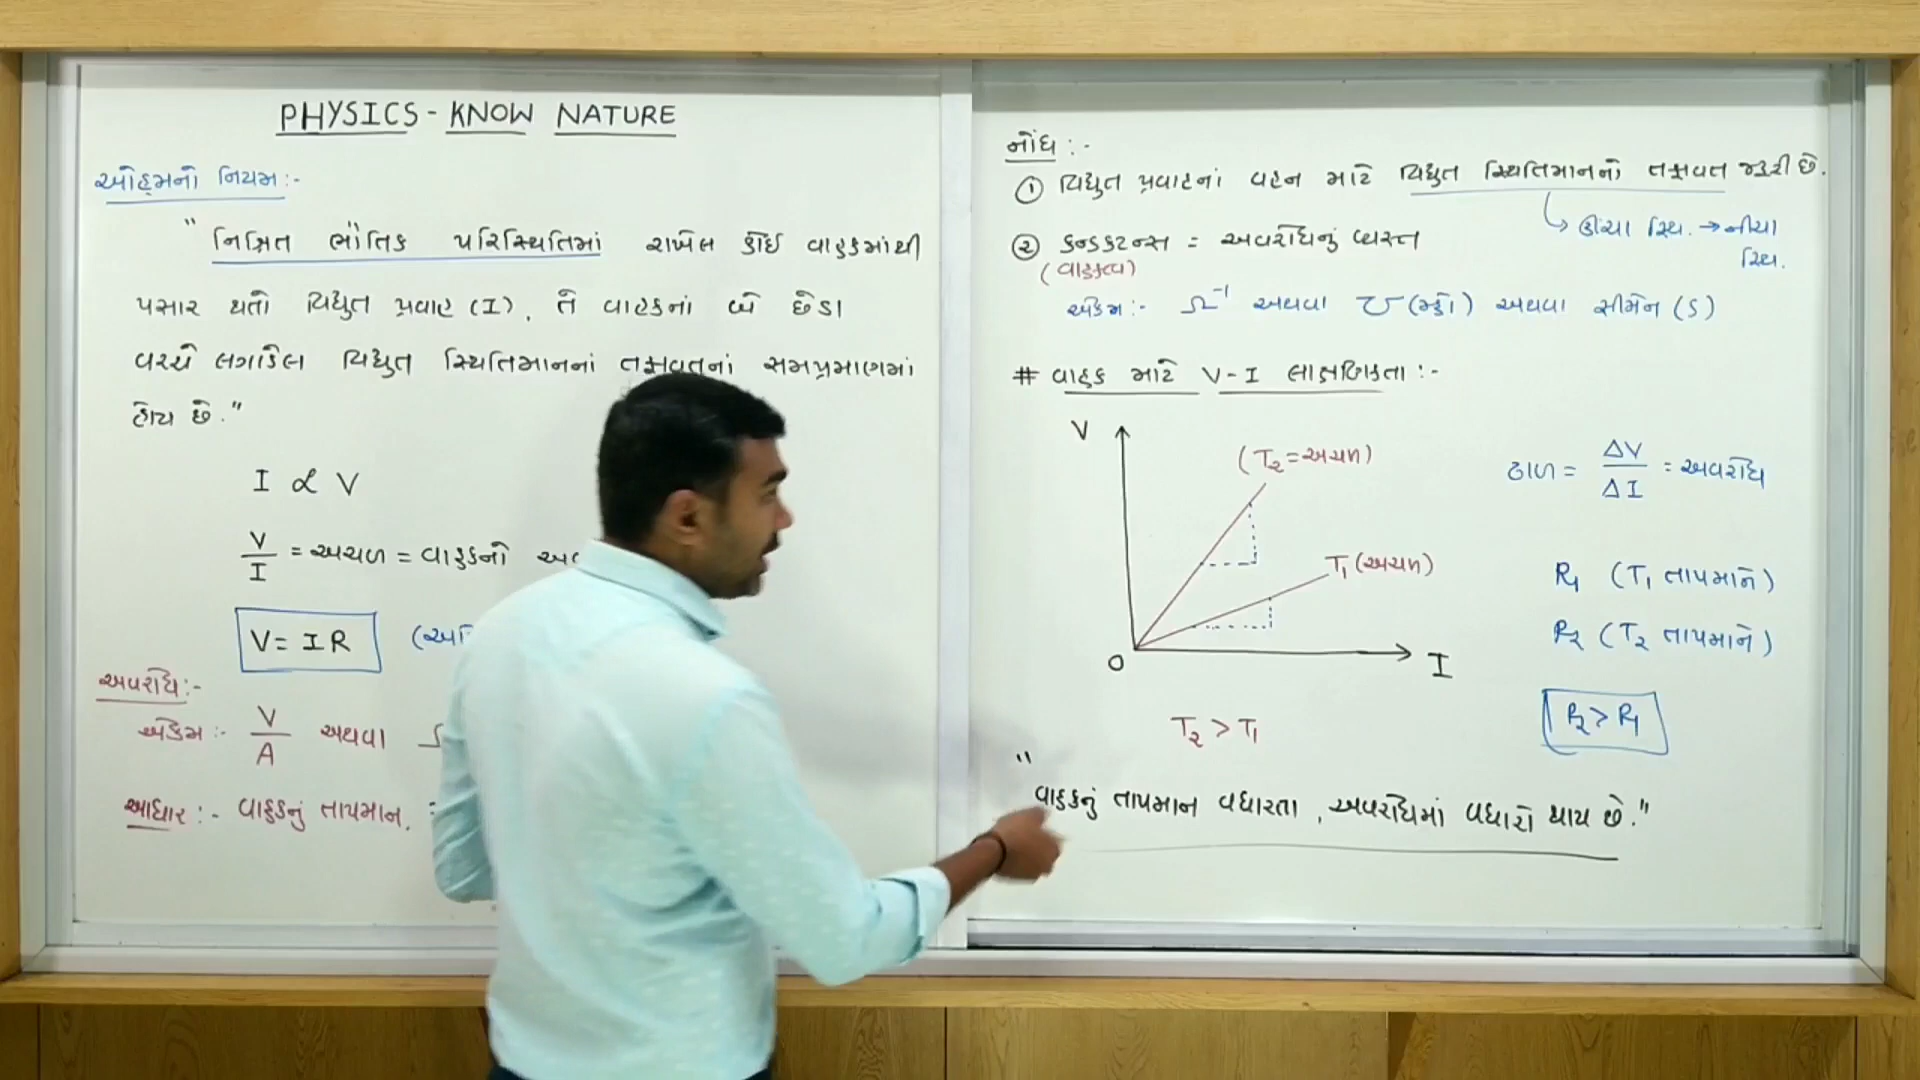 PHYSICS - KNOW NATURE
ઓહ્મનો નિયમ :-
" નિશ્ચિત ભૌતિક પરિસ્થિતિમાં રાખેલ કોઈ વાહકમાંથી
પસાર થતો વિદ્યુત પ્રવાહ (I), તે વાહકનાં બે છેડા
વચ્ચે લગાડેલ વિદ્યુત સ્થિતિમાનનાં તફાવતનાં સમપ્રમાણમાં
હોય છે."
I ∝ V
V/I = અચળ = વાહકનો અવ
V = IR
અવરોધ :-
એકમ :- V/A અથવા
આધાર :- વાહકનું તાપમાન,
નોંધ :-
① વિદ્યુત પ્રવાહનાં વહન માટે વિદ્યુત સ્થિતિમાનનો તફાવત જરૂરી છે.
↳ ઊંચા સ્થિ. → નીચા સ્થિ.
② કન્ડક્ટન્સ = અવરોધનું વ્યસ્ત
(વાહકત્વ)
એકમ :- Ω⁻¹ અથવા ℧ (મ્હો) અથવા સીમેન (S)
# વાહક માટે V-I લાક્ષણિકતા :-
V
(T₂ = અચળ)
T₁ (અચળ)
O
I
ઢાળ = ΔV/ΔI = અવરોધ
R₁ (T₁ તાપમાને)
R₂ (T₂ તાપમાને)
R₂ > R₁
T₂ > T₁
" વાહકનું તાપમાન વધારતા, અવરોધમાં વધારો થાય છે."